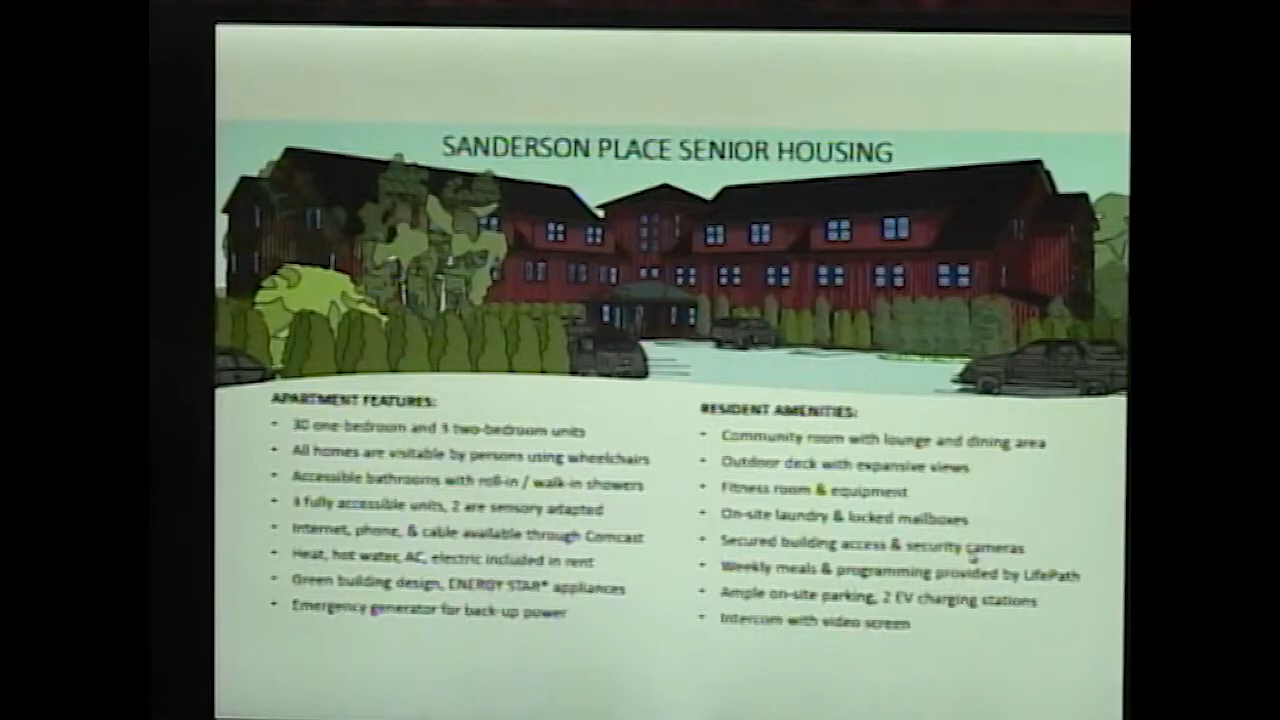 SANDERSON PLACE SENIOR HOUSING
APARTMENT FEATURES:
• 30 one-bedroom and 3 two-bedroom units
• All homes are visitable by persons using wheelchairs
• Accessible bathrooms with roll-in / walk-in showers
• 3 fully accessible units, 2 are sensory adapted
• Internet, phone, & cable available through Comcast
• Heat, hot water, AC, electric included in rent
• Green building design, ENERGY STAR® appliances
• Emergency generator for back-up power
RESIDENT AMENITIES:
• Community room with lounge and dining area
• Outdoor deck with expansive views
• Fitness room & equipment
• On-site laundry & locked mailboxes
• Secured building access & security cameras
• Weekly meals & programming provided by LifePath
• Ample on-site parking, 2 EV charging stations
• Intercom with video screen